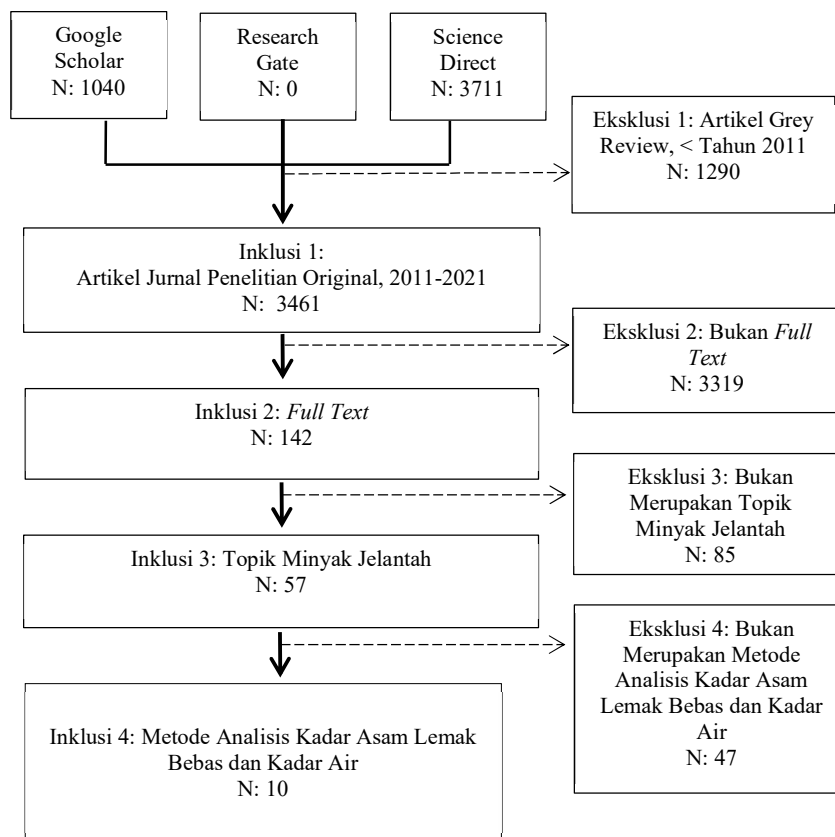 Google
Scholar
N: 1040
Research
Gate
N: 0
Science
Direct
N: 3711
Eksklusi 1: Artikel Grey
Review, < Tahun 2011
N: 1290
Inklusi 1:
Artikel Jurnal Penelitian Original, 2011-2021
N: 3461
Eksklusi 2: Bukan Full
Text
N: 3319
Inklusi 2: Full Text
N: 142
Eksklusi 3: Bukan
Merupakan Topik
Minyak Jelantah
N: 85
Inklusi 3: Topik Minyak Jelantah
N: 57
Eksklusi 4: Bukan
Merupakan Metode
Analisis Kadar Asam
Lemak Bebas dan Kadar
Air
N: 47
Inklusi 4: Metode Analisis Kadar Asam Lemak
Bebas dan Kadar Air
N: 10